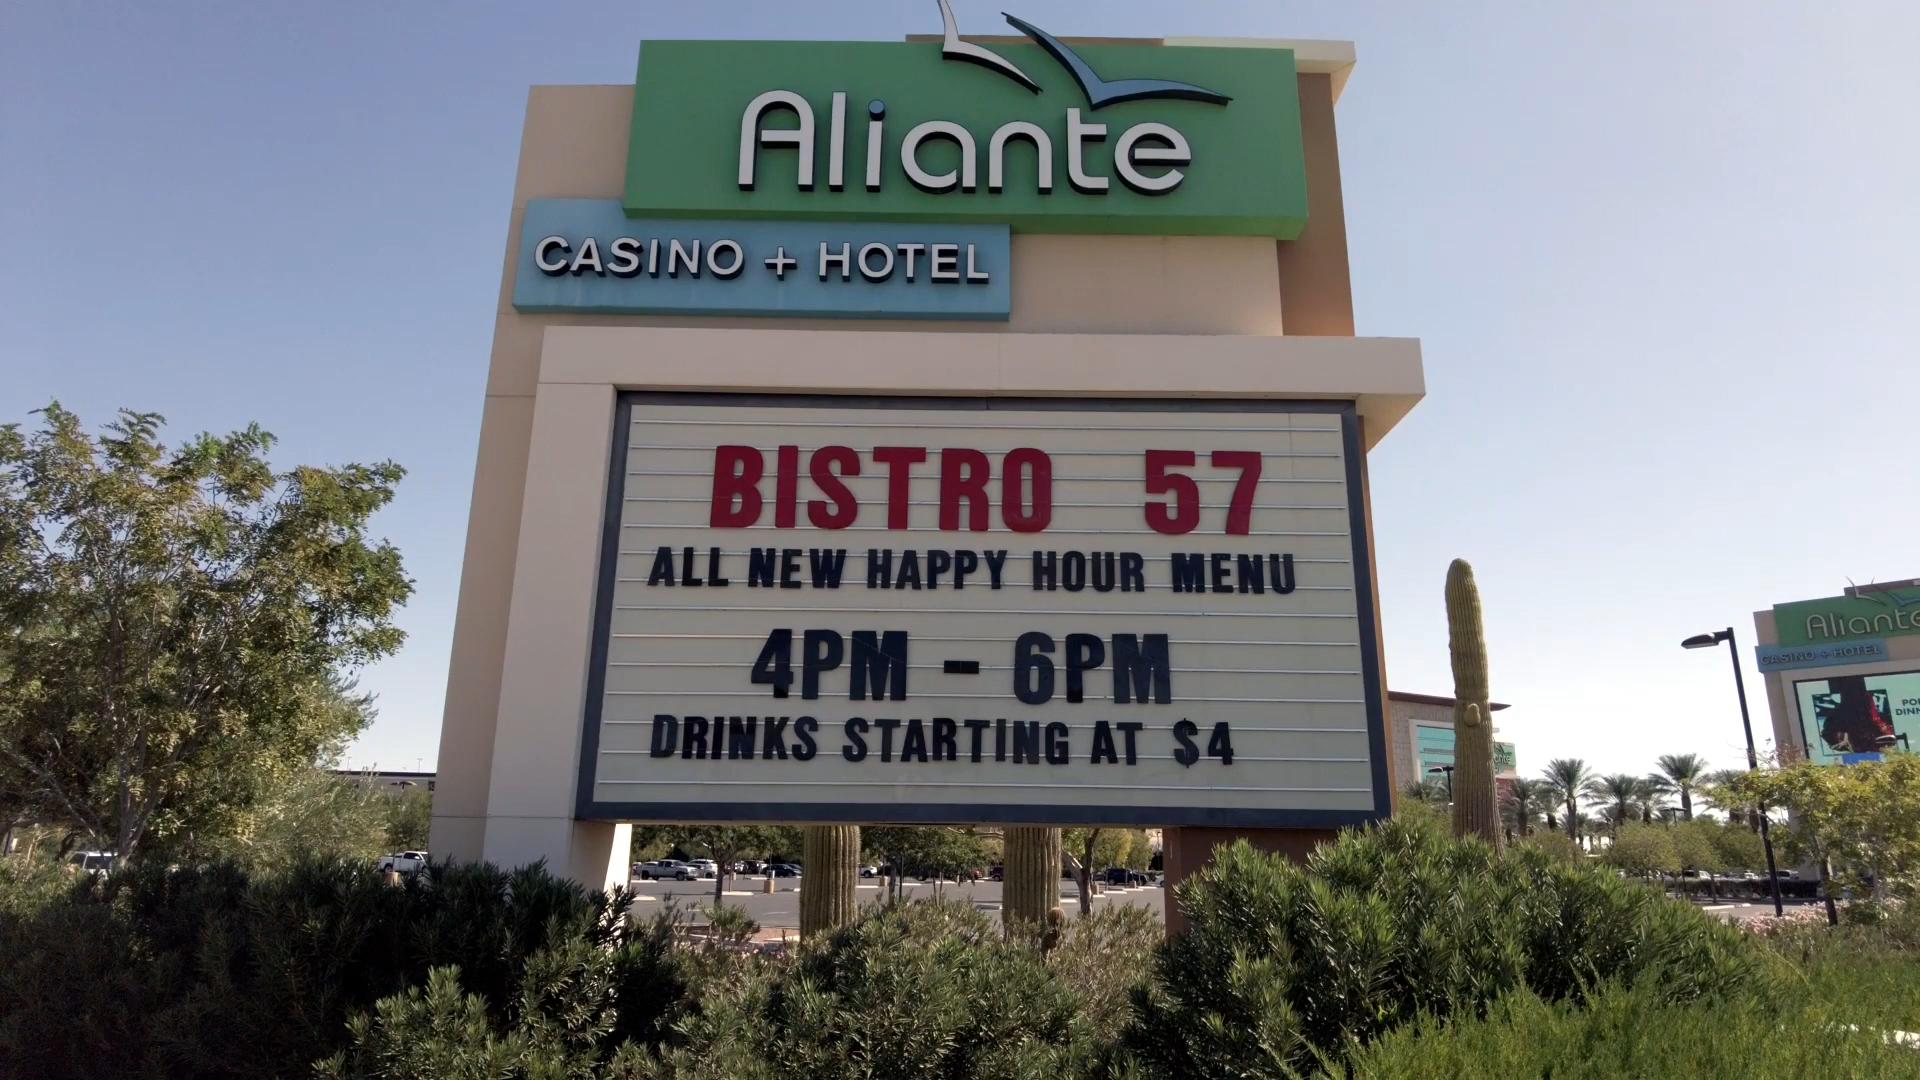 Aliante
CASINO + HOTEL
BISTRO 57
ALL NEW HAPPY HOUR MENU
4PM - 6PM
DRINKS STARTING AT $4
Aliante
CASINO + HOTEL